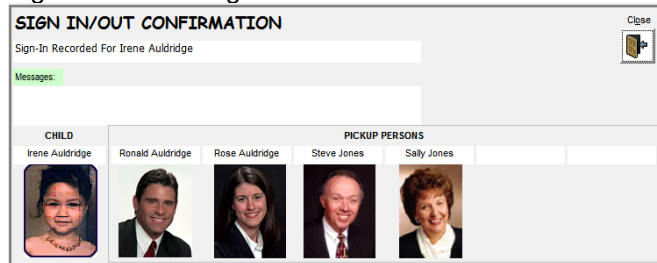 SIGN IN/OUT CONFIRMATION
Close
Sign-In Recorded For Irene Auldridge
Messages:
CHILD
PICKUP PERSONS
Irene Auldridge
Ronald Auldridge
Rose Auldridge
Steve Jones
Sally Jones